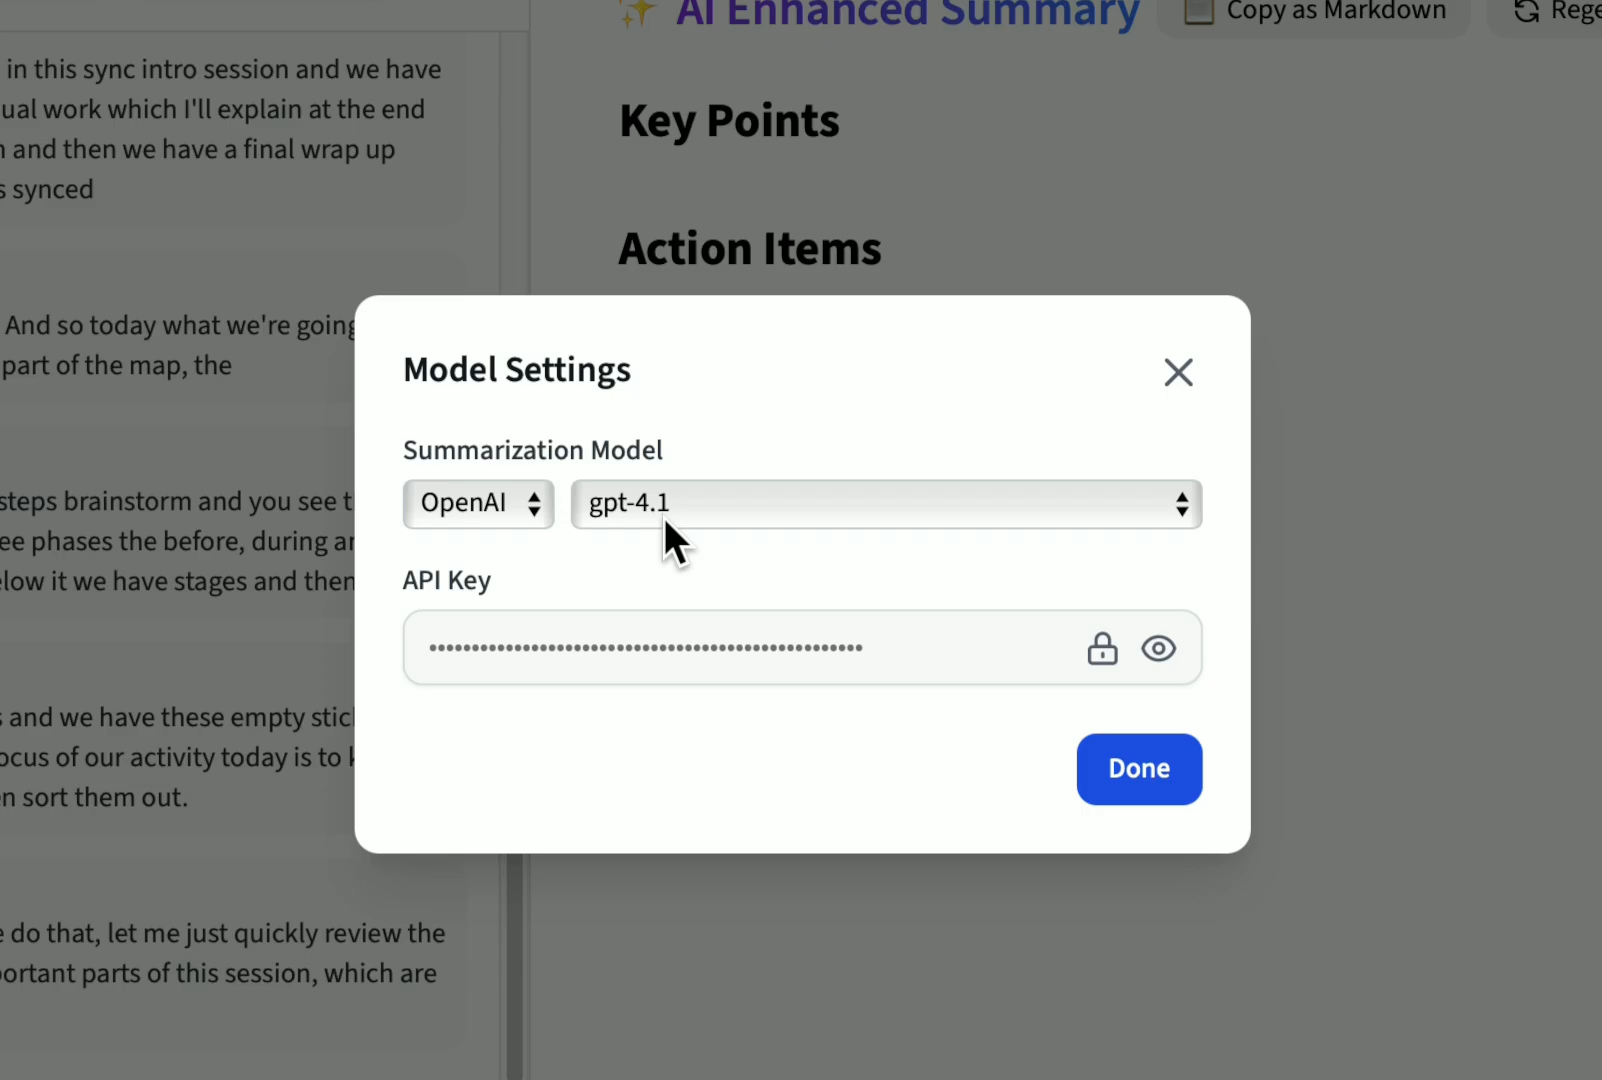 in this sync intro session and we have
ual work which I'll explain at the end
and then we have a final wrap up
synced
And so today what we're going
part of the map, the
steps brainstorm and you see
ee phases the before, during
elow it we have stages and then
and we have these empty
ocus of our activity today is to
en sort them out.
do that, let me just quickly review the
portant parts of this session, which are
✨ AI Enhanced Summary
Copy as Markdown
Rege
Key Points
Action Items
Model Settings
Summarization Model
OpenAI
gpt-4.1
API Key
••••••••••••••••••••••••••••••••••••••••••••••••••
Done